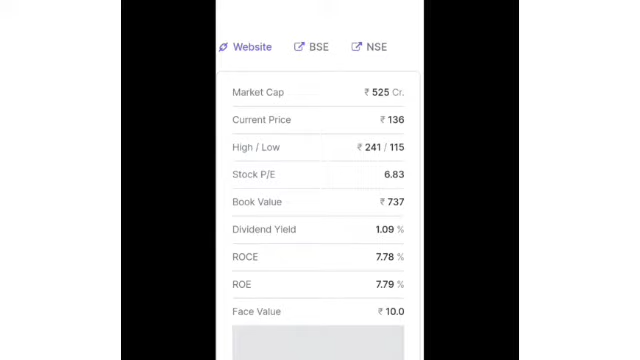 Website BSE NSE
Market Cap ₹ 525 Cr.
Current Price ₹ 136
High / Low ₹ 241 / 115
Stock P/E 6.83
Book Value ₹ 737
Dividend Yield 1.09 %
ROCE 7.78 %
ROE 7.79 %
Face Value ₹ 10.0